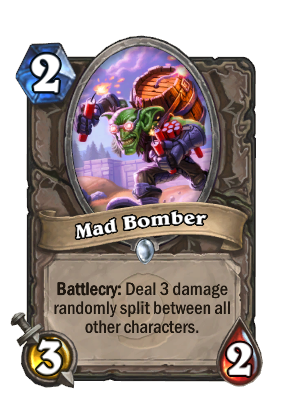 2
Mad Bomber
Battlecry: Deal 3 damage
randomly split between all
other characters.
3
2